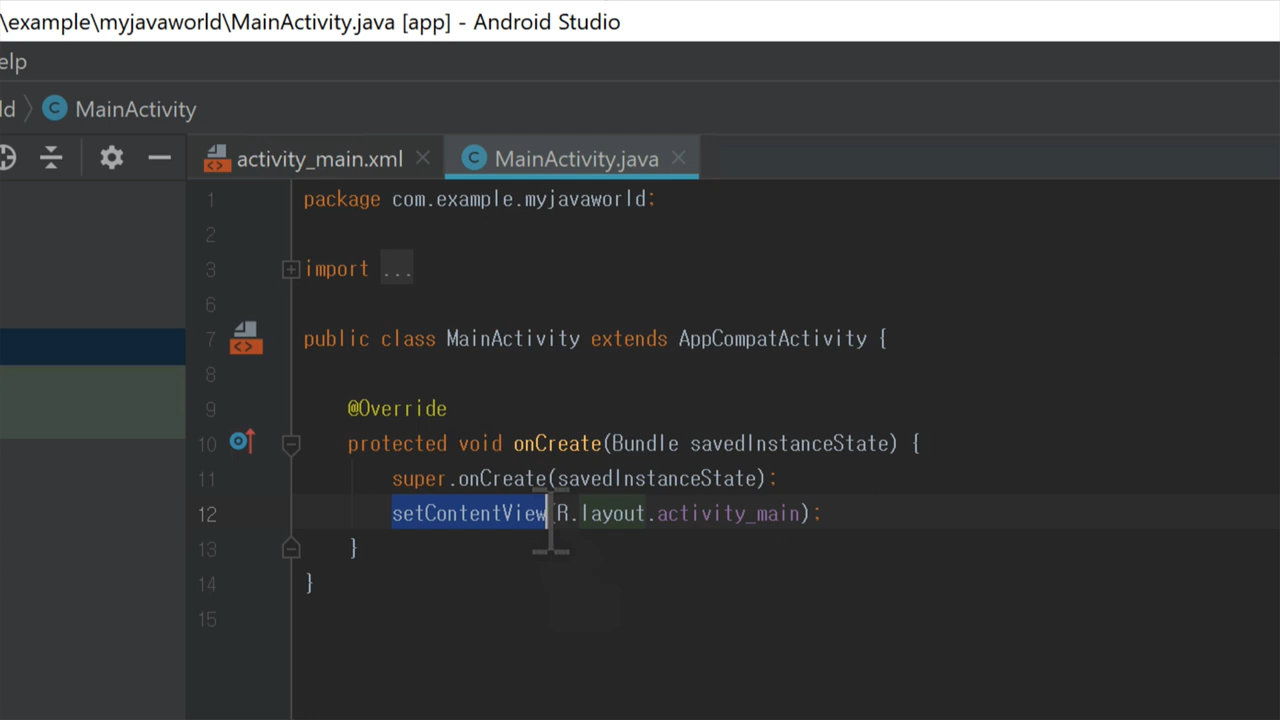 \example\myjavaworld\MainActivity.java [app] - Android Studio
elp
ld MainActivity
activity_main.xml MainActivity.java
1 package com.example.myjavaworld;
2
3 import ...
6
7 public class MainActivity extends AppCompatActivity {
8
9 @Override
10 protected void onCreate(Bundle savedInstanceState) {
11 super.onCreate(savedInstanceState);
12 setContentView(R.layout.activity_main);
13 }
14 }
15